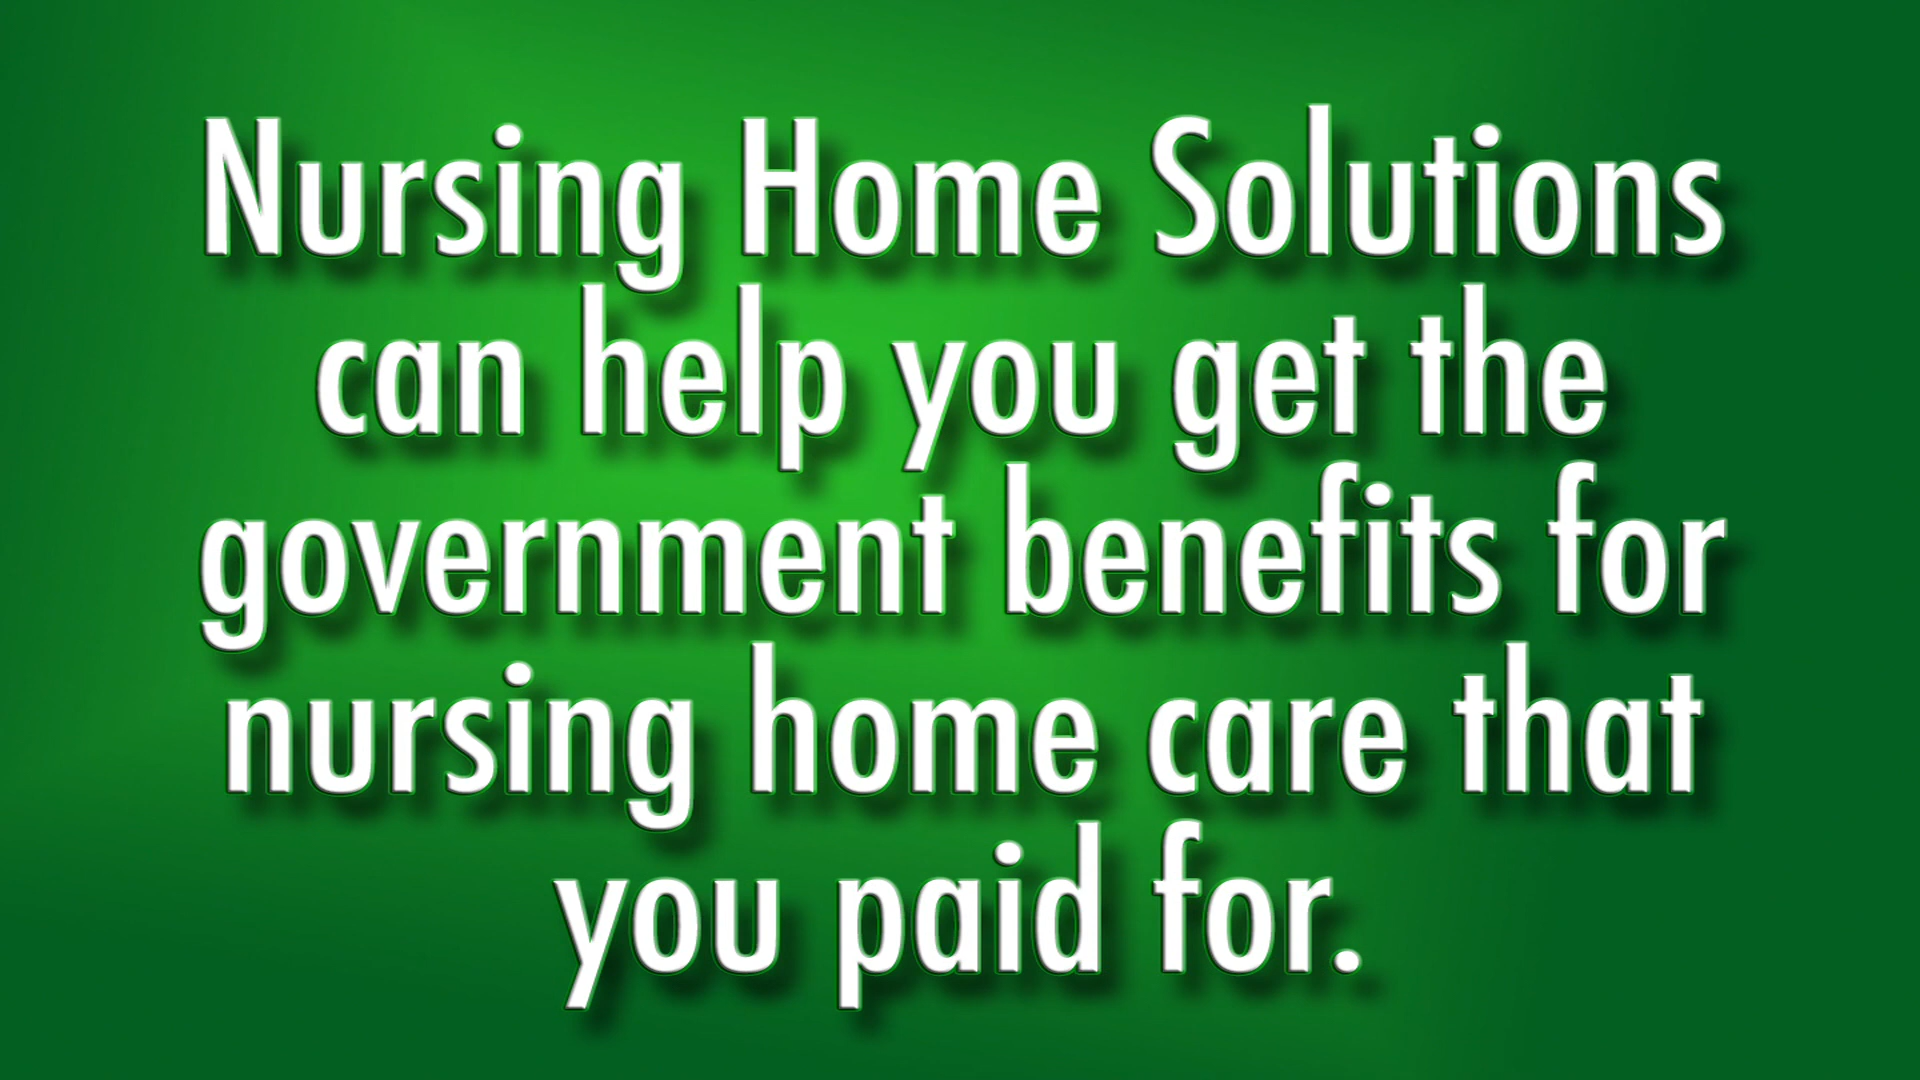 Nursing Home Solutions
can help you get the
government benefits for
nursing home care that
you paid for.